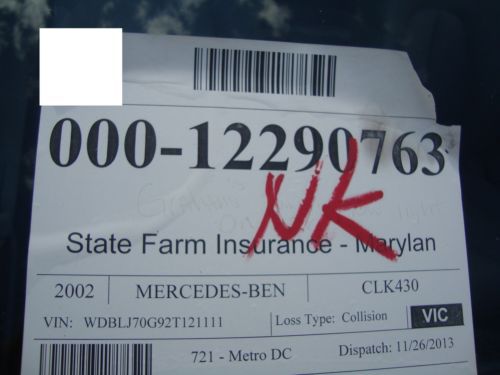 000-12290763
NK
State Farm Insurance - Marylan
2002 MERCEDES-BEN CLK430
VIN: WDBLJ70G92T121111 Loss Type: Collision VIC
721 - Metro DC Dispatch: 11/26/2013